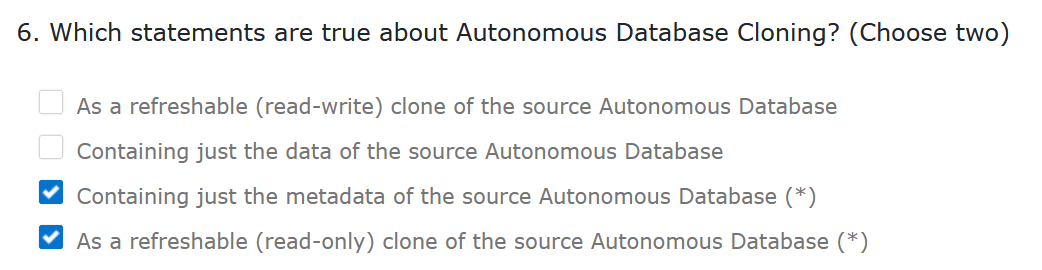 6. Which statements are true about Autonomous Database Cloning? (Choose two)
As a refreshable (read-write) clone of the source Autonomous Database
Containing just the data of the source Autonomous Database
Containing just the metadata of the source Autonomous Database (*)
As a refreshable (read-only) clone of the source Autonomous Database (*)